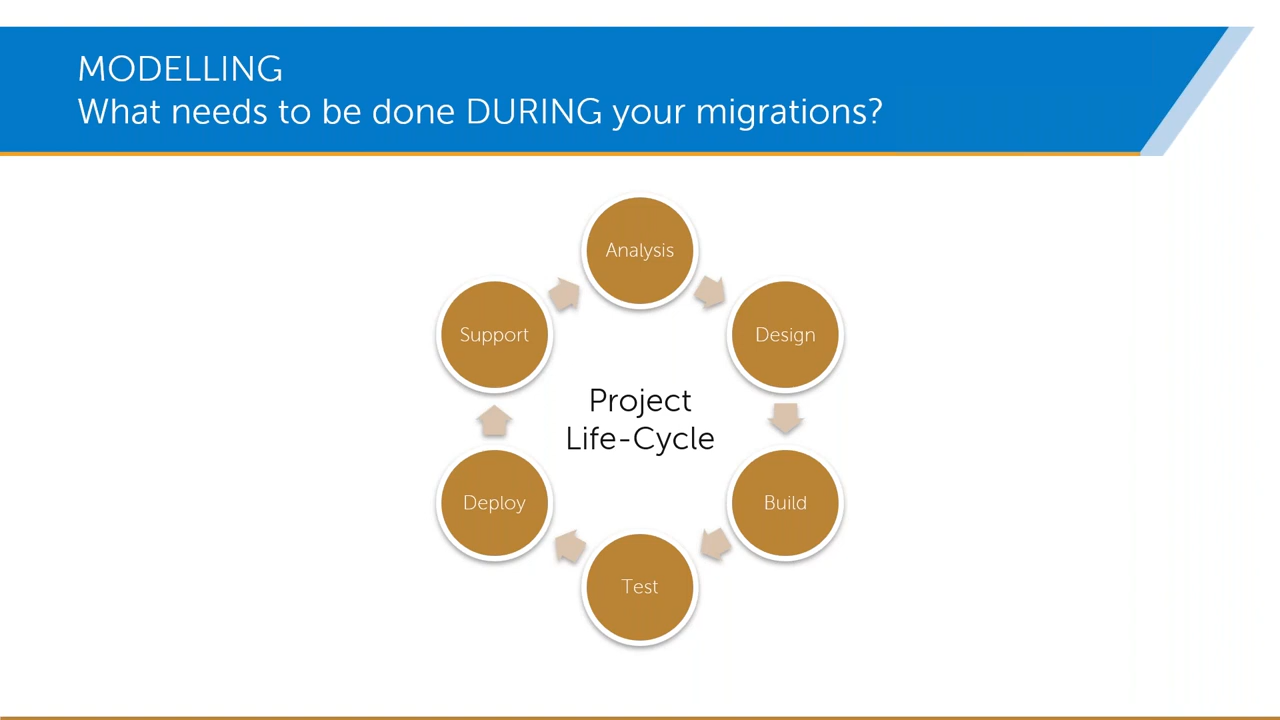 MODELLING
What needs to be done DURING your migrations?
Analysis
Design
Build
Test
Deploy
Support
Project
Life-Cycle